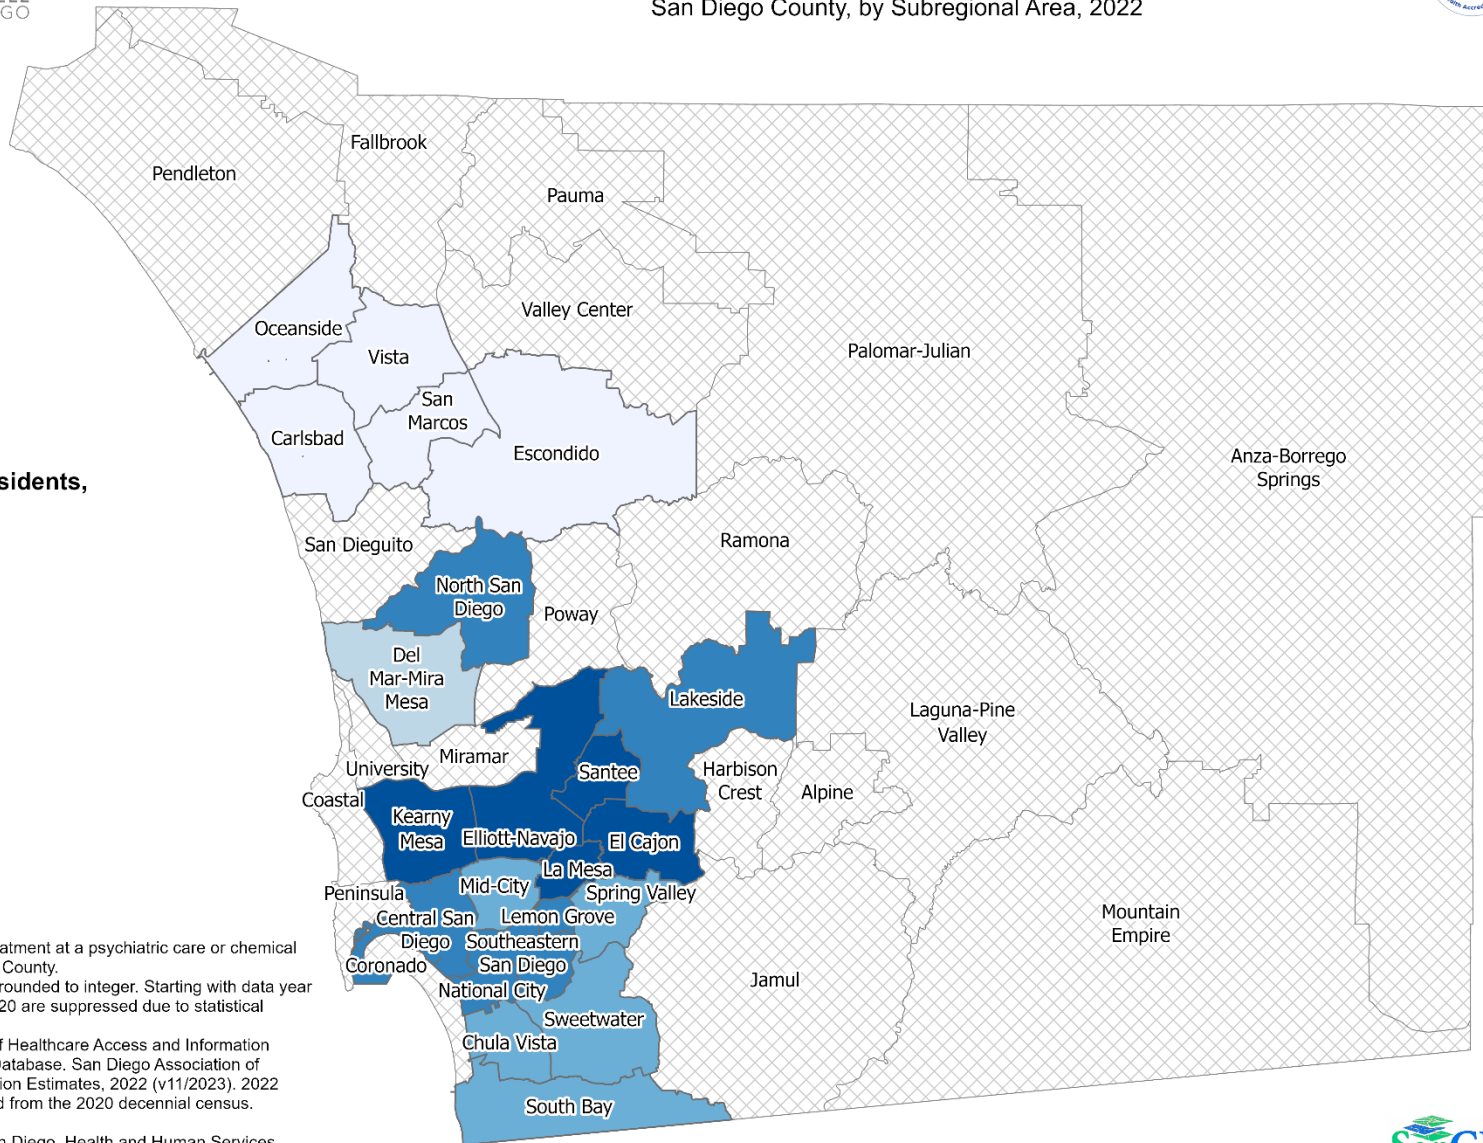 GO
San Diego County, by Subregional Area, 2022
Fallbrook
Pendleton
Pauma
Valley Center
Oceanside
Vista
Palomar-Julian
San
Marcos
Carlsbad
Escondido
Anza-Borrego
Springs
sidents,
San Dieguito
Ramona
North San
Diego
Poway
Del
Mar-Mira
Mesa
Lakeside
Laguna-Pine
Valley
Miramar
University
Santee
Harbison
Crest
Alpine
Coastal
Kearny
Mesa
Elliott-Navajo
El Cajon
La Mesa
Mid-City
Spring Valley
Peninsula
Central San
Diego
Lemon Grove
Mountain
Empire
Southeastern
San Diego
Coronado
Jamul
National City
Sweetwater
Chula Vista
South Bay
atment at a psychiatric care or chemical
County.
rounded to integer. Starting with data year
20 are suppressed due to statistical
f Healthcare Access and Information
Database. San Diego Association of
ion Estimates, 2022 (v11/2023). 2022
d from the 2020 decennial census.
n Diego, Health and Human Services